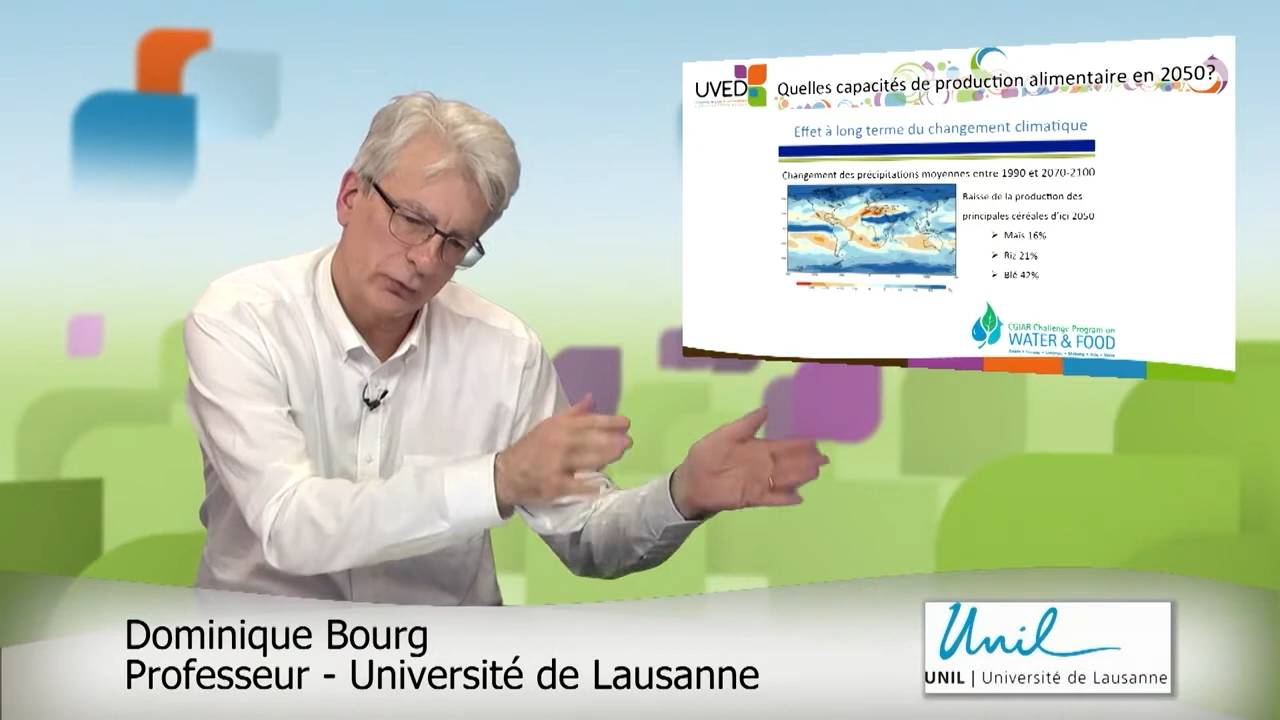 UVED
Quelles capacités de production alimentaire en 2050?
Effet à long terme du changement climatique
Changement des précipitations moyennes entre 1990 et 2070-2100
Baisse de la production des
principales céréales d'ici 2050
Maïs 16%
Riz 21%
Blé 47%
CGIAR Challenge Program on
WATER & FOOD
Dominique Bourg
Professeur - Université de Lausanne
Unil
UNIL | Université de Lausanne